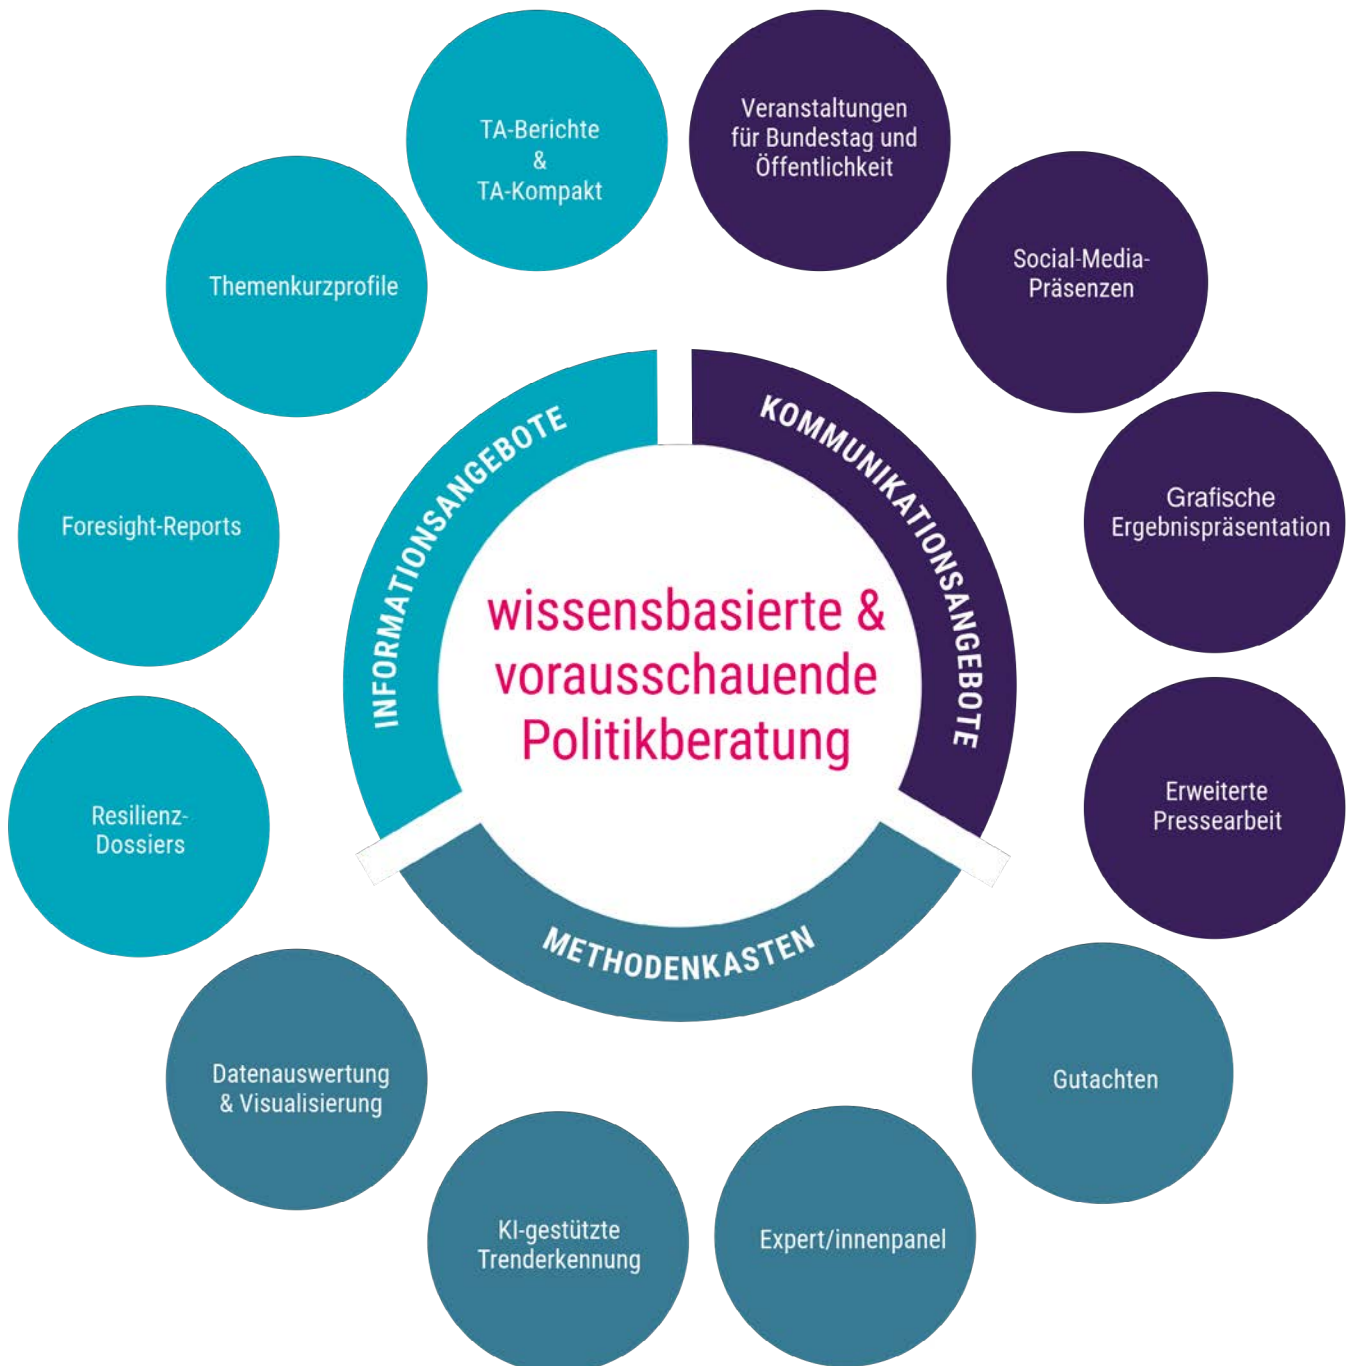 TA-Berichte
&
TA-Kompakt
Veranstaltungen
für Bundestag und
Öffentlichkeit
Themenkurzprofile
Social-Media-
Präsenzen
Foresight-Reports
Grafische
Ergebnispräsentation
Resilienz-
Dossiers
Erweiterte
Pressearbeit
INFORMATIONSANGEBOTE
KOMMUNIKATIONSANGEBOTE
wissensbasierte &
vorausschauende
Politikberatung
METHODENKASTEN
Datenauswertung
& Visualisierung
KI-gestützte
Trenderkennung
Expert/innenpanel
Gutachten